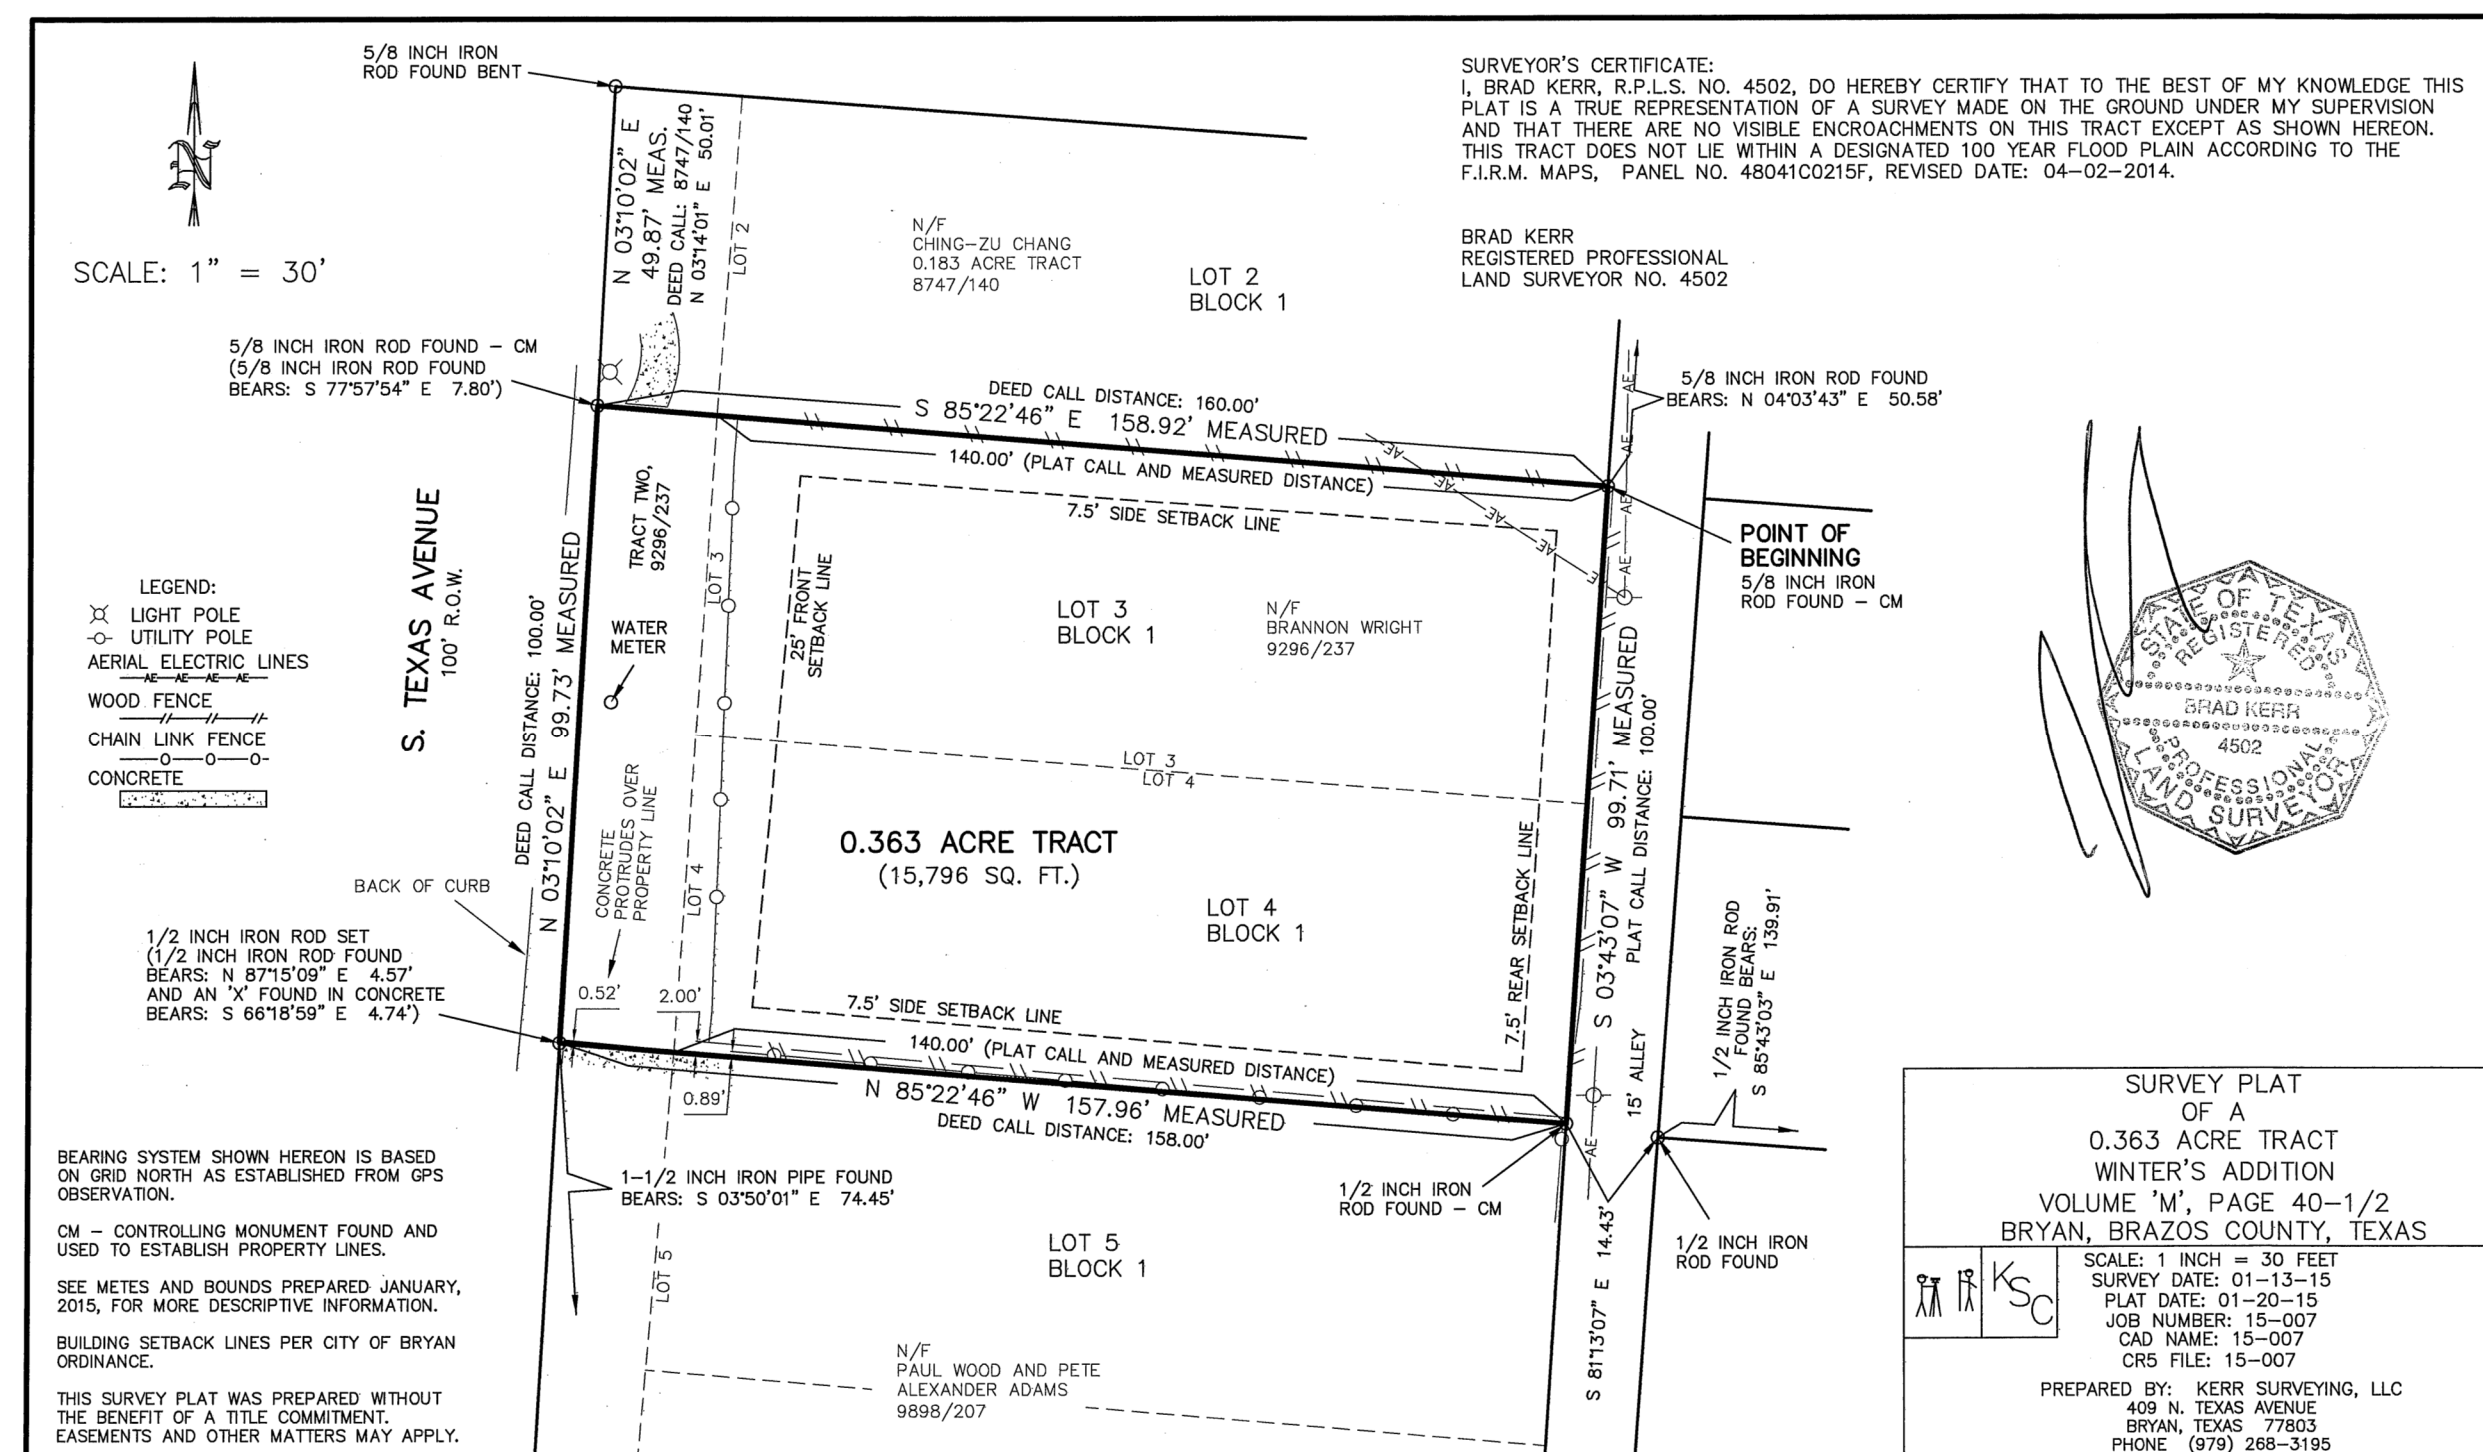 5/8 INCH IRON
ROD FOUND BENT
SURVEYOR'S CERTIFICATE:
I, BRAD KERR, R.P.L.S. NO. 4502, DO HEREBY CERTIFY THAT TO THE BEST OF MY KNOWLEDGE THIS
PLAT IS A TRUE REPRESENTATION OF A SURVEY MADE ON THE GROUND UNDER MY SUPERVISION
AND THAT THERE ARE NO VISIBLE ENCROACHMENTS ON THIS TRACT EXCEPT AS SHOWN HEREON.
THIS TRACT DOES NOT LIE WITHIN A DESIGNATED 100 YEAR FLOOD PLAIN ACCORDING TO THE
F.I.R.M. MAPS, PANEL NO. 48041C0215F, REVISED DATE: 04-02-2014.
BRAD KERR
REGISTERED PROFESSIONAL
LAND SURVEYOR NO. 4502
N
SCALE: 1" = 30'
N 03°10'02" E
49.87' MEAS.
DEED CALL: 8747/140
N 03°14'01" E 50.01'
LOT 2
N/F
CHING-ZU CHANG
0.183 ACRE TRACT
8747/140
LOT 2
BLOCK 1
5/8 INCH IRON ROD FOUND - CM
(5/8 INCH IRON ROD FOUND
BEARS: S 77°57'54" E 7.80')
DEED CALL DISTANCE: 160.00'
S 85°22'46" E 158.92' MEASURED
140.00' (PLAT CALL AND MEASURED DISTANCE)
7.5' SIDE SETBACK LINE
AE
AE
AE
AE
AE
AE
AE
AE
AE
AE
E
5/8 INCH IRON ROD FOUND
BEARS: N 04°03'43" E 50.58'
POINT OF
BEGINNING
5/8 INCH IRON
ROD FOUND - CM
LEGEND:
LIGHT POLE
UTILITY POLE
AERIAL ELECTRIC LINES
AE AE AE AE
WOOD FENCE
CHAIN LINK FENCE
CONCRETE
S. TEXAS AVENUE
100' R.O.W.
DEED CALL DISTANCE: 100.00'
N 03°10'02" E 99.73' MEASURED
TRACT TWO,
9296/237
LOT 3
WATER
METER
25' FRONT
SETBACK LINE
LOT 3
BLOCK 1
N/F
BRANNON WRIGHT
9296/237
LOT 3
LOT 4
0.363 ACRE TRACT
(15,796 SQ. FT.)
LOT 4
BLOCK 1
7.5' REAR SETBACK LINE
S 03°43'07" W 99.71' MEASURED
PLAT CALL DISTANCE: 100.00'
15' ALLEY
STATE OF TEXAS
REGISTERED
BRAD KERR
4502
PROFESSIONAL
LAND SURVEYOR
CONCRETE
PROTRUDES OVER
PROPERTY LINE
LOT 4
BACK OF CURB
1/2 INCH IRON ROD SET
(1/2 INCH IRON ROD FOUND
BEARS: N 87°15'09" E 4.57'
AND AN 'X' FOUND IN CONCRETE
BEARS: S 66°18'59" E 4.74')
0.52'
2.00'
0.89'
7.5' SIDE SETBACK LINE
140.00' (PLAT CALL AND MEASURED DISTANCE)
N 85°22'46" W 157.96' MEASURED
DEED CALL DISTANCE: 158.00'
1/2 INCH IRON ROD
FOUND BEARS:
S 85°43'03" E 139.91'
AE
1-1/2 INCH IRON PIPE FOUND
BEARS: S 03°50'01" E 74.45'
1/2 INCH IRON
ROD FOUND - CM
S 81°13'07" E 14.43'
1/2 INCH IRON
ROD FOUND
LOT 5
LOT 5
BLOCK 1
N/F
PAUL WOOD AND PETE
ALEXANDER ADAMS
9898/207
BEARING SYSTEM SHOWN HEREON IS BASED
ON GRID NORTH AS ESTABLISHED FROM GPS
OBSERVATION.
CM - CONTROLLING MONUMENT FOUND AND
USED TO ESTABLISH PROPERTY LINES.
SEE METES AND BOUNDS PREPARED JANUARY,
2015, FOR MORE DESCRIPTIVE INFORMATION.
BUILDING SETBACK LINES PER CITY OF BRYAN
ORDINANCE.
THIS SURVEY PLAT WAS PREPARED WITHOUT
THE BENEFIT OF A TITLE COMMITMENT.
EASEMENTS AND OTHER MATTERS MAY APPLY.
SURVEY PLAT
OF A
0.363 ACRE TRACT
WINTER'S ADDITION
VOLUME 'M', PAGE 40-1/2
BRYAN, BRAZOS COUNTY, TEXAS
KSC
SCALE: 1 INCH = 30 FEET
SURVEY DATE: 01-13-15
PLAT DATE: 01-20-15
JOB NUMBER: 15-007
CAD NAME: 15-007
CR5 FILE: 15-007
PREPARED BY: KERR SURVEYING, LLC
409 N. TEXAS AVENUE
BRYAN, TEXAS 77803
PHONE (979) 268-3195